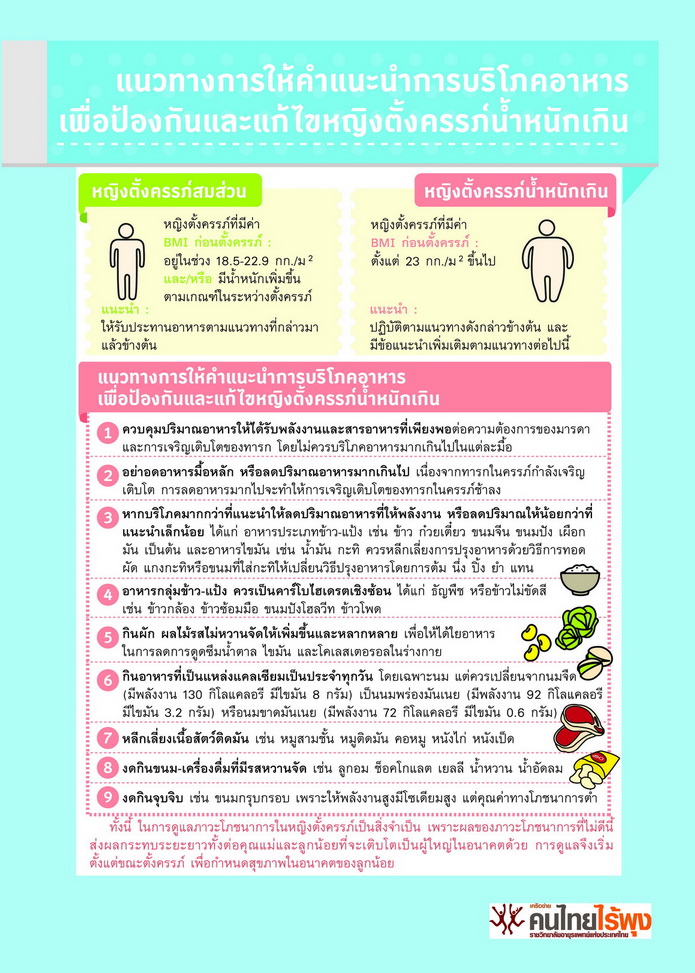 แนวทางการให้คำแนะนำการบริโภคอาหาร
เพื่อป้องกันและแก้ไขหญิงตั้งครรภ์น้ำหนักเกิน
หญิงตั้งครรภ์สมส่วน
หญิงตั้งครรภ์ที่มีค่า
BMI ก่อนตั้งครรภ์ :
อยู่ในช่วง 18.5-22.9 กก./ม²
และ/หรือ มีน้ำหนักเพิ่มขึ้น
ตามเกณฑ์ในระหว่างตั้งครรภ์
แนะนำ :
ให้รับประทานอาหารตามแนวทางที่กล่าวมา
แล้วข้างต้น
หญิงตั้งครรภ์น้ำหนักเกิน
หญิงตั้งครรภ์ที่มีค่า
BMI ก่อนตั้งครรภ์ :
ตั้งแต่ 23 กก./ม² ขึ้นไป
แนะนำ :
ปฏิบัติตามแนวทางดังกล่าวข้างต้น และ
มีข้อแนะนำเพิ่มเติมตามแนวทางต่อไปนี้
แนวทางการให้คำแนะนำการบริโภคอาหาร
เพื่อป้องกันและแก้ไขหญิงตั้งครรภ์น้ำหนักเกิน
1 ควบคุมปริมาณอาหารให้ได้รับพลังงานและสารอาหารที่เพียงพอต่อความต้องการของมารดา
และการเจริญเติบโตของทารก โดยไม่ควรบริโภคอาหารมากเกินไปในแต่ละมื้อ
2 อย่าอดอาหารมื้อหลัก หรือลดปริมาณอาหารมากเกินไป เนื่องจากทารกในครรภ์กำลังเจริญ
เติบโต การลดอาหารมากไปจะทำให้การเจริญเติบโตของทารกในครรภ์ช้าลง
3 หากบริโภคมากกว่าที่แนะนำให้ลดปริมาณอาหารที่ให้พลังงาน หรือลดปริมาณให้น้อยกว่าที่
แนะนำเล็กน้อย ได้แก่ อาหารประเภทข้าว-แป้ง เช่น ข้าว ก๋วยเตี๋ยว ขนมจีน ขนมปัง เผือก
มัน เป็นต้น และอาหารไขมัน เช่น น้ำมัน กะทิ ควรหลีกเลี่ยงการปรุงอาหารด้วยวิธีการทอด
ผัด แกงกะทิหรือขนมที่ใส่กะทิให้เปลี่ยนวิธีปรุงอาหารโดยการต้ม นึ่ง ปิ้ง ยำ แทน
4 อาหารกลุ่มข้าว-แป้ง ควรเป็นคาร์โบไฮเดรตเชิงซ้อน ได้แก่ ธัญพืช หรือข้าวไม่ขัดสี
เช่น ข้าวกล้อง ข้าวซ้อมมือ ขนมปังโฮลวีท ข้าวโพด
5 กินผัก ผลไม้รสไม่หวานจัดให้เพิ่มขึ้นและหลากหลาย เพื่อให้ได้ใยอาหาร
ในการลดการดูดซึมน้ำตาล ไขมัน และโคเลสเตอรอลในร่างกาย
6 กินอาหารที่เป็นแหล่งแคลเซียมเป็นประจำทุกวัน โดยเฉพาะนม แต่ควรเปลี่ยนจากนมจืด
(มีพลังงาน 130 กิโลแคลอรี มีไขมัน 8 กรัม) เป็นนมพร่องมันเนย (มีพลังงาน 92 กิโลแคลอรี
มีไขมัน 3.2 กรัม) หรือนมขาดมันเนย (มีพลังงาน 72 กิโลแคลอรี มีไขมัน 0.6 กรัม)
7 หลีกเลี่ยงเนื้อสัตว์ติดมัน เช่น หมูสามชั้น หมูติดมัน คอหมู หนังไก่ หนังเป็ด
8 งดกินขนม-เครื่องดื่มที่มีรสหวานจัด เช่น ลูกอม ช็อคโกแลต เยลลี น้ำหวาน น้ำอัดลม
9 งดกินจุบจิบ เช่น ขนมกรุบกรอบ เพราะให้พลังงานสูงมีโซเดียมสูง แต่คุณค่าทางโภชนาการต่ำ
ทั้งนี้ ในการดูแลภาวะโภชนาการในหญิงตั้งครรภ์เป็นสิ่งจำเป็น เพราะผลของภาวะโภชนาการที่ไม่ดีนี้
ส่งผลกระทบระยะยาวทั้งต่อคุณแม่และลูกน้อยที่จะเติบโตเป็นผู้ใหญ่ในอนาคตด้วย การดูแลจึงเริ่ม
ตั้งแต่ขณะตั้งครรภ์ เพื่อกำหนดสุขภาพในอนาคตของลูกน้อย
เครือข่าย
คนไทยไร้พุง
ราชวิทยาลัยอายุรแพทย์แห่งประเทศไทย